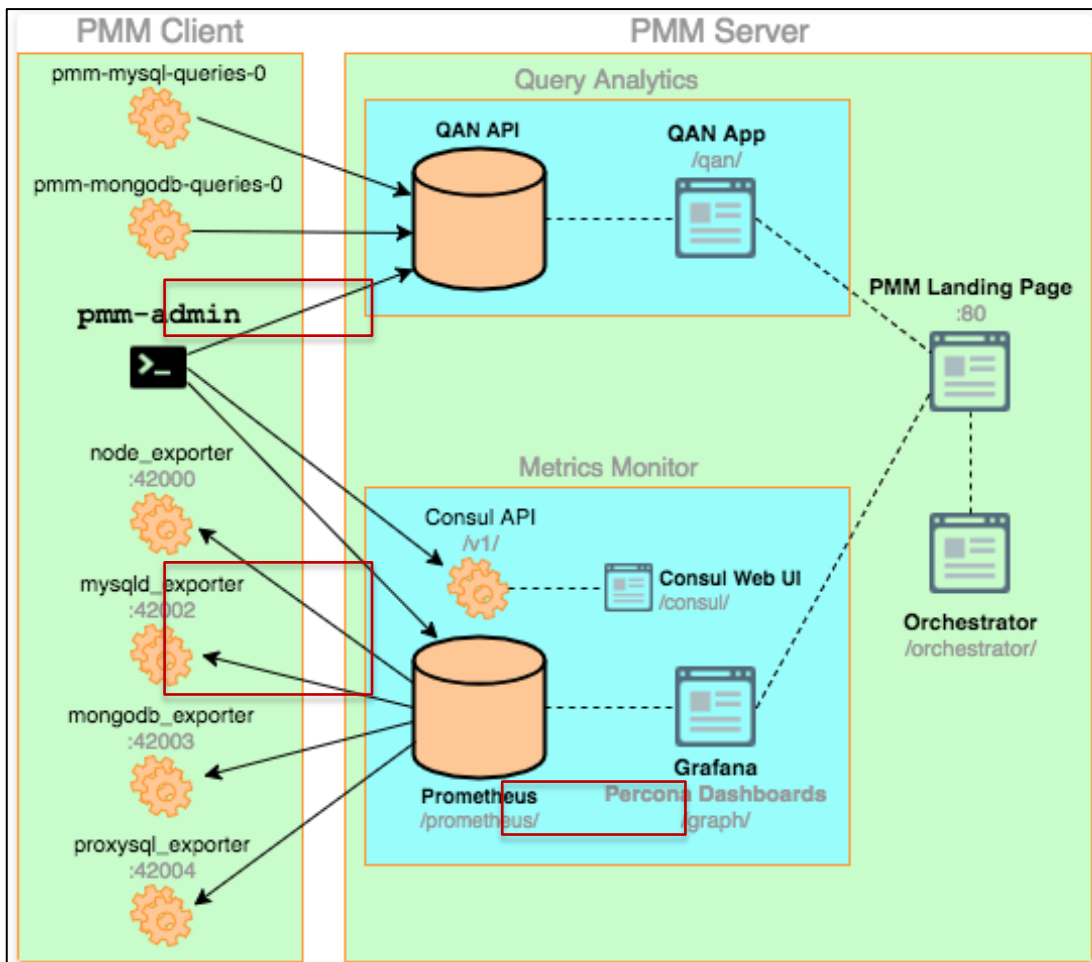 PMM Client
pmm-mysql-queries-0
pmm-mongodb-queries-0
pmm-admin
node_exporter
:42000
mysqld_exporter
:42002
mongodb_exporter
:42003
proxysql_exporter
:42004
PMM Server
Query Analytics
QAN API
QAN App
/qan/
PMM Landing Page
:80
Metrics Monitor
Consul API
/v1/
Consul Web UI
/consul/
Orchestrator
/orchestrator/
Prometheus
/prometheus/
Grafana
Percona Dashboards
/graph/